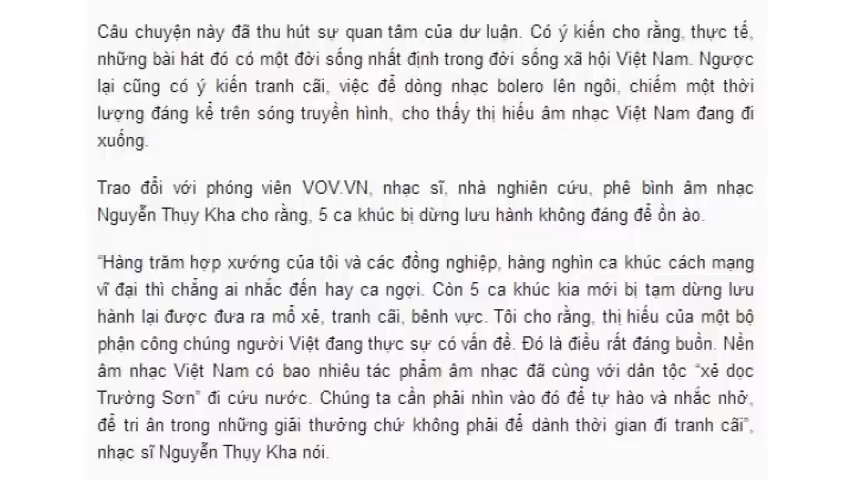 Câu chuyện này đã thu hút sự quan tâm của dư luận. Có ý kiến cho rằng, thực tế,
những bài hát đó có một đời sống nhất định trong đời sống xã hội Việt Nam. Ngược
lại cũng có ý kiến tranh cãi, việc để dòng nhạc bolero lên ngôi, chiếm một thời
lượng đáng kể trên sóng truyền hình, cho thấy thị hiếu âm nhạc Việt Nam đang đi
xuống.
Trao đổi với phóng viên VOV.VN, nhạc sĩ, nhà nghiên cứu, phê bình âm nhạc
Nguyễn Thụy Kha cho rằng, 5 ca khúc bị dừng lưu hành không đáng để ồn ào.
“Hàng trăm hợp xướng của tôi và các đồng nghiệp, hàng nghìn ca khúc cách mạng
vĩ đại thì chẳng ai nhắc đến hay ca ngợi. Còn 5 ca khúc kia mới bị tạm dừng lưu
hành lại được đưa ra mổ xẻ, tranh cãi, bênh vực. Tôi cho rằng, thị hiếu của một bộ
phận công chúng người Việt đang thực sự có vấn đề. Đó là điều rất đáng buồn. Nền
âm nhạc Việt Nam có bao nhiêu tác phẩm âm nhạc đã cùng với dân tộc “xẻ dọc
Trường Sơn” đi cứu nước. Chúng ta cần phải nhìn vào đó để tự hào và nhắc nhở,
để tri ân trong những giải thưởng chứ không phải để dành thời gian đi tranh cãi”,
nhạc sĩ Nguyễn Thụy Kha nói.